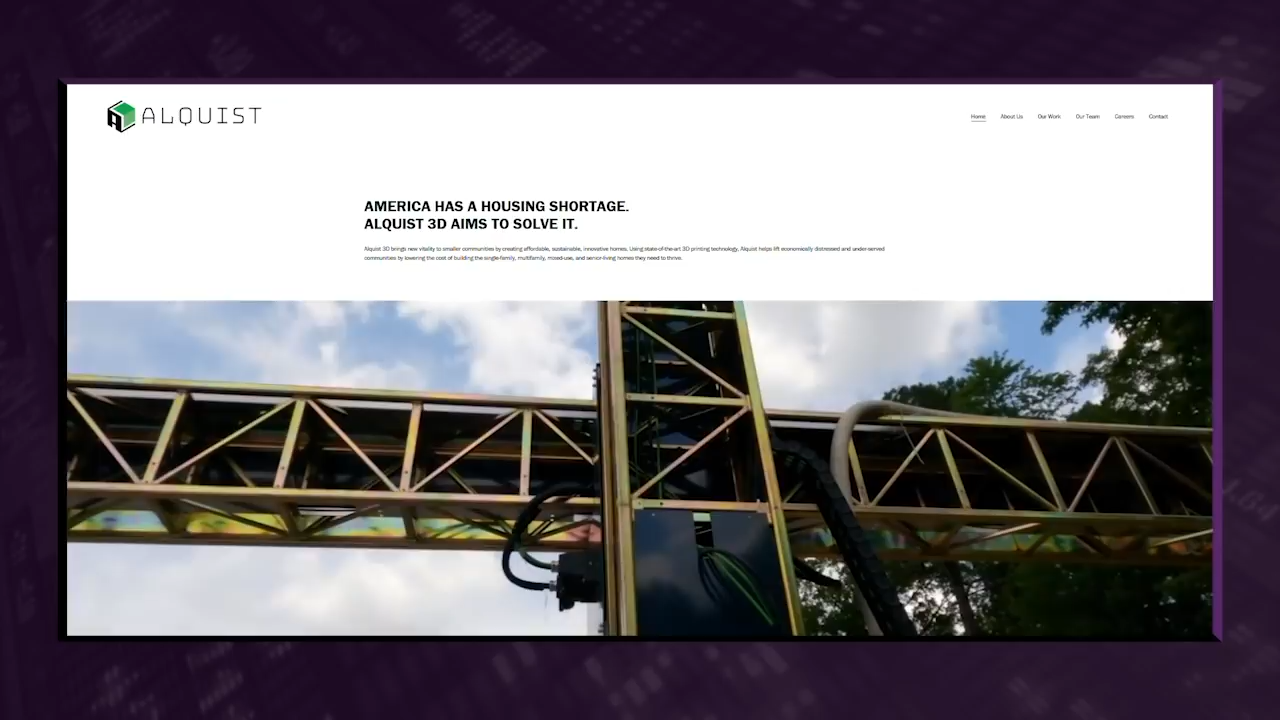 ALQUIST
Home About Us Our Work Our Team Careers Contact
AMERICA HAS A HOUSING SHORTAGE.
ALQUIST 3D AIMS TO SOLVE IT.
Alquist 3D brings new vitality to smaller communities by creating affordable, sustainable, innovative homes. Using state-of-the-art 3D printing technology, Alquist helps lift economically distressed and under-served
communities by lowering the cost of building the single-family, multifamily, mixed-use, and senior-living homes they need to thrive.